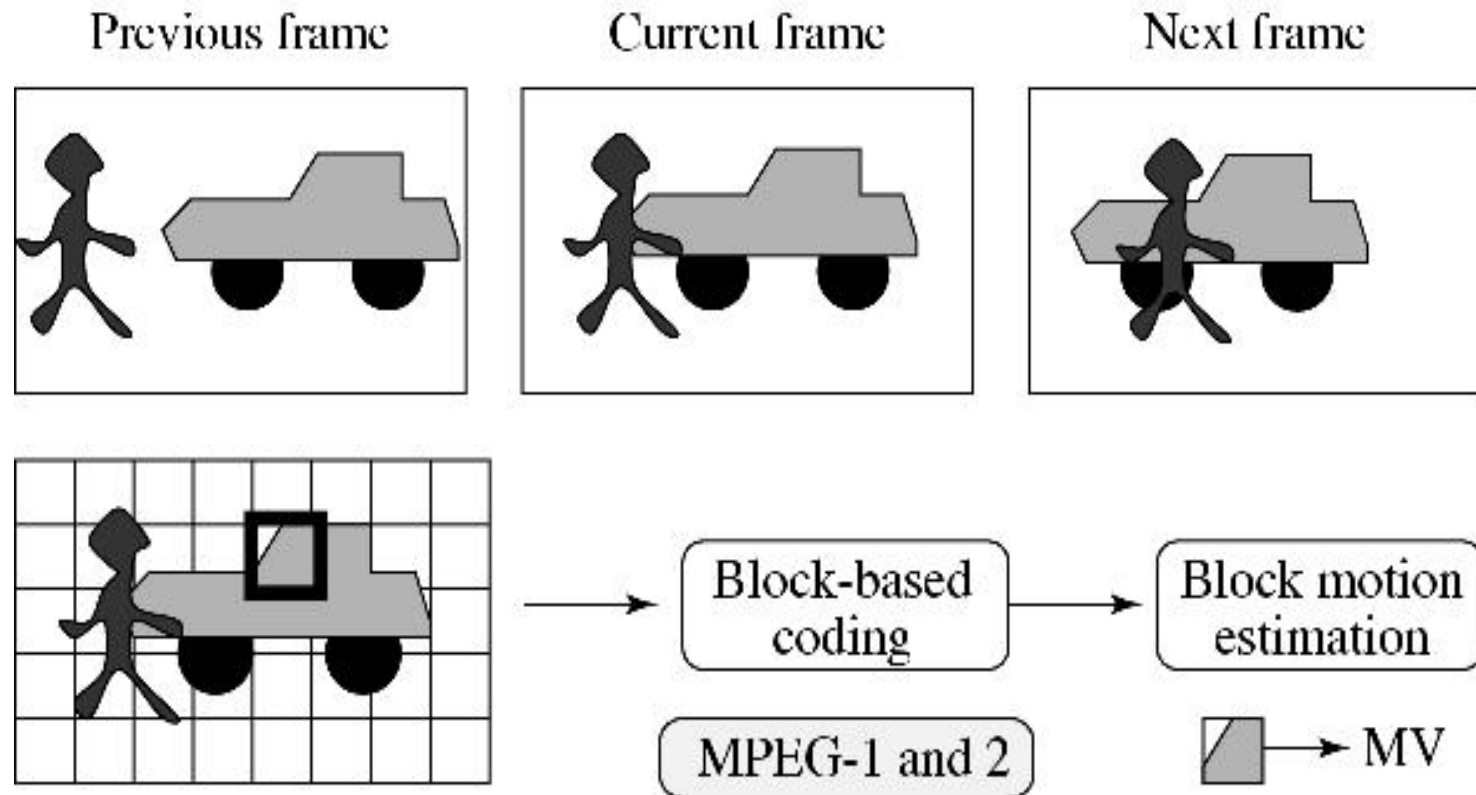 Previous frame
Current frame
Next frame
Block-based
coding
Block motion
estimation
MPEG-1 and 2
MV